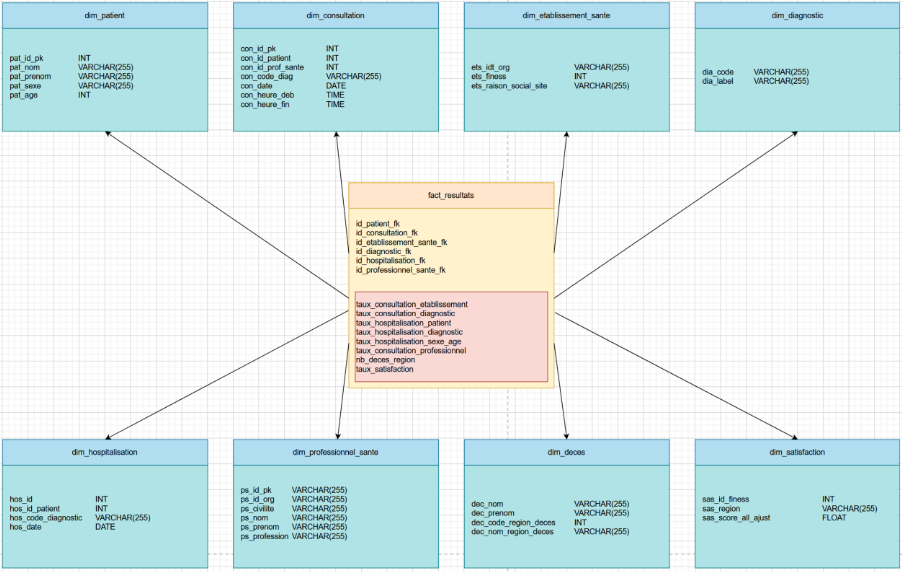 dim_patient
pat_id_pk INT
pat_nom VARCHAR(255)
pat_prenom VARCHAR(255)
pat_sexe VARCHAR(255)
pat_age INT
dim_consultation
con_id_pk INT
con_id_patient INT
con_id_prof_sante INT
con_code_diag VARCHAR(255)
con_date DATE
con_heure_deb TIME
con_heure_fin TIME
dim_etablissement_sante
ets_idt_org VARCHAR(255)
ets_finess INT
ets_raison_social_site VARCHAR(255)
dim_diagnostic
dia_code VARCHAR(255)
dia_label VARCHAR(255)
fact_resultats
id_patient_fk
id_consultation_fk
id_etablissement_sante_fk
id_diagnostic_fk
id_hospitalisation_fk
id_professionnel_sante_fk
taux_consultation_etablissement
taux_consultation_diagnostic
taux_hospitalisation_patient
taux_hospitalisation_diagnostic
taux_hospitalisation_sexe_age
taux_consultation_professionnel
nb_deces_region
taux_satisfaction
dim_hospitalisation
hos_id INT
hos_id_patient INT
hos_code_diagnostic VARCHAR(255)
hos_date DATE
dim_professionnel_sante
ps_id_pk VARCHAR(255)
ps_id_org VARCHAR(255)
ps_civilite VARCHAR(255)
ps_nom VARCHAR(255)
ps_prenom VARCHAR(255)
ps_profession VARCHAR(255)
dim_deces
dec_nom VARCHAR(255)
dec_prenom VARCHAR(255)
dec_code_region_deces INT
dec_nom_region_deces VARCHAR(255)
dim_satisfaction
sas_id_finess INT
sas_region VARCHAR(255)
sas_score_all_ajust FLOAT